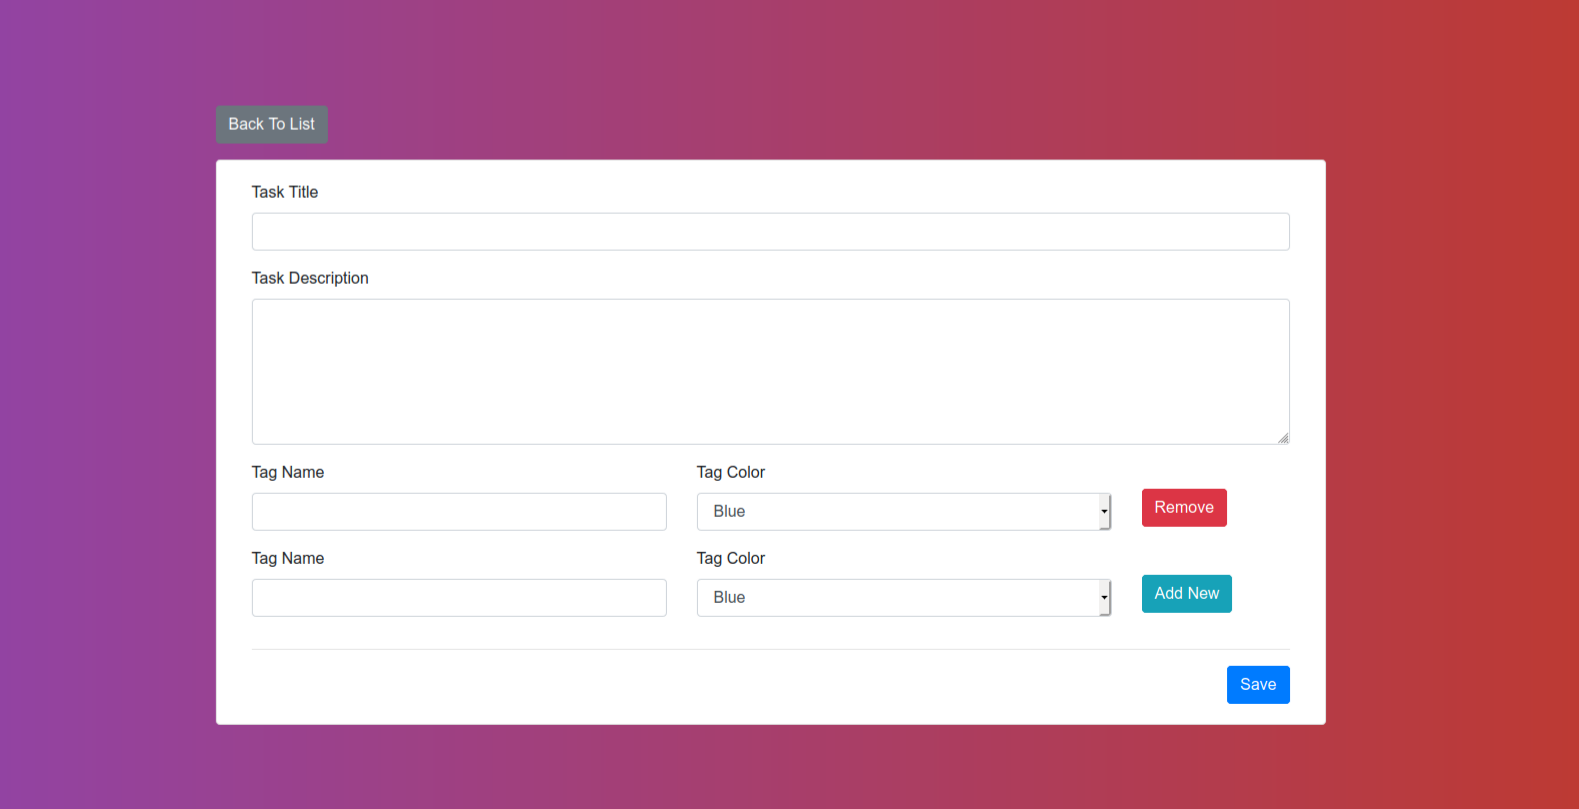 Back To List
Task Title
Task Description
Tag Name Tag Color
Blue Remove
Tag Name Tag Color
Blue Add New
Save